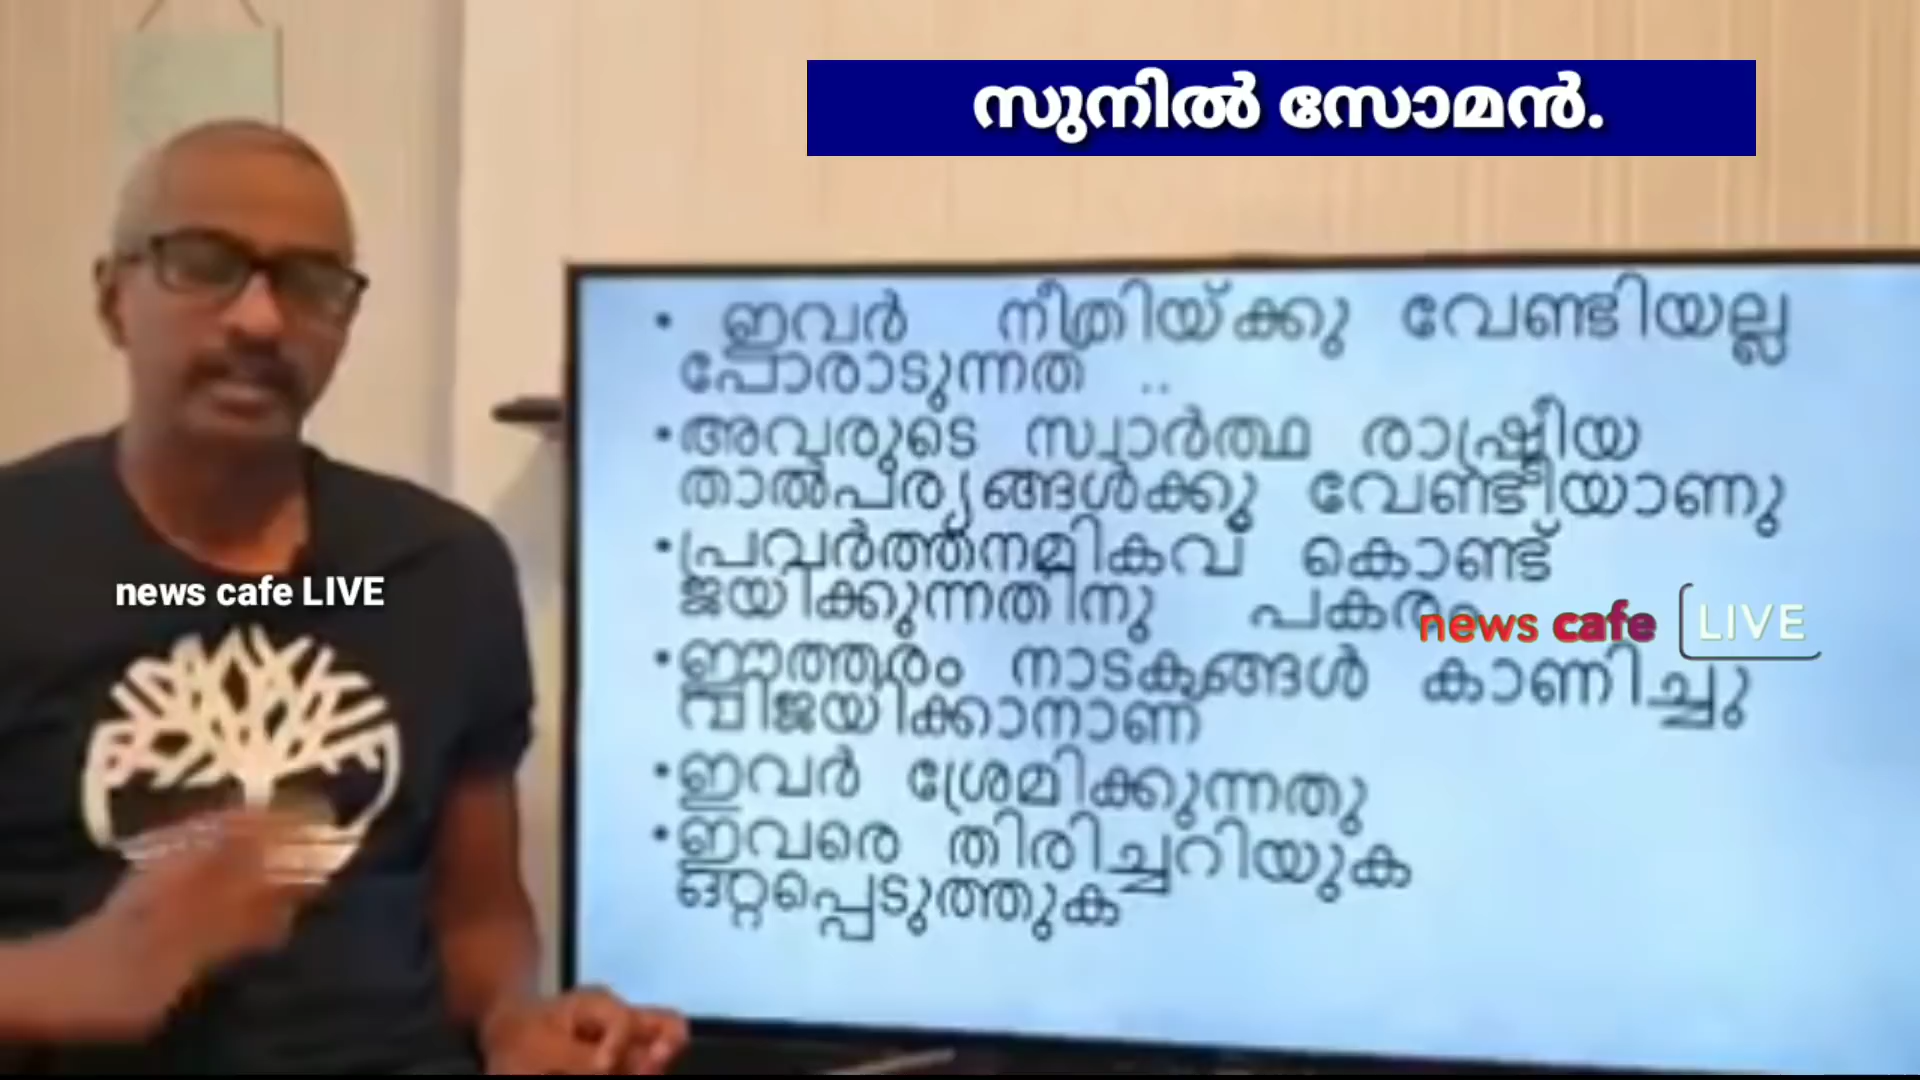 സുനിൽ സോമൻ.
• ഇവർ നീതിയ്ക്കു വേണ്ടിയല്ല
പോരാടുന്നത് ..
•അവരുടെ സ്വാർത്ഥ രാഷ്ട്രീയ
താൽപര്യങ്ങൾക്കു വേണ്ടിയാണു
•പ്രവർത്തനമികവ് കൊണ്ട്
ജയിക്കുന്നതിനു പകരം
news cafe LIVE
news cafe LIVE
•ഈത്തരം നാടകങ്ങൾ കാണിച്ചു
വിജയിക്കാനാണ്
•ഇവർ ശ്രേമിക്കുന്നതു
•ഇവരെ തിരിച്ചറിയുക
ഒറ്റപ്പെടുത്തുക